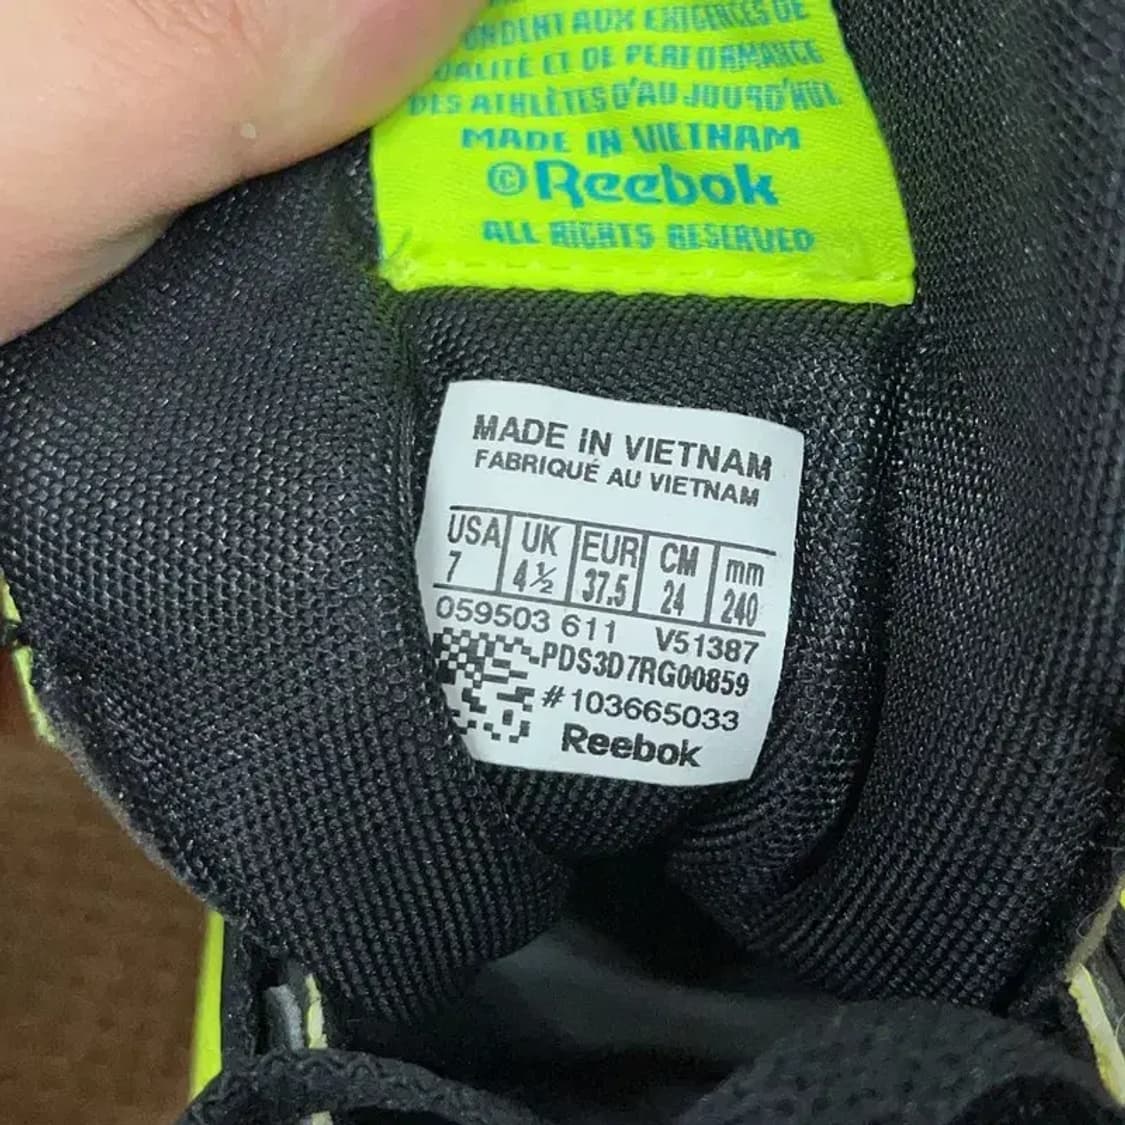 AUX EXIGENCES DE
ET DE PERFORMANCE
DES ATHLÈTES D'AUJOURD'HUI.
MADE IN VIETNAM
©Reebok
ALL RIGHTS RESERVED
MADE IN VIETNAM
FABRIQUÉ AU VIETNAM
USA UK EUR CM mm
7 4½ 37.5 24 240
059503 611 V51387
PDS3D7RG00859
#103665033
Reebok